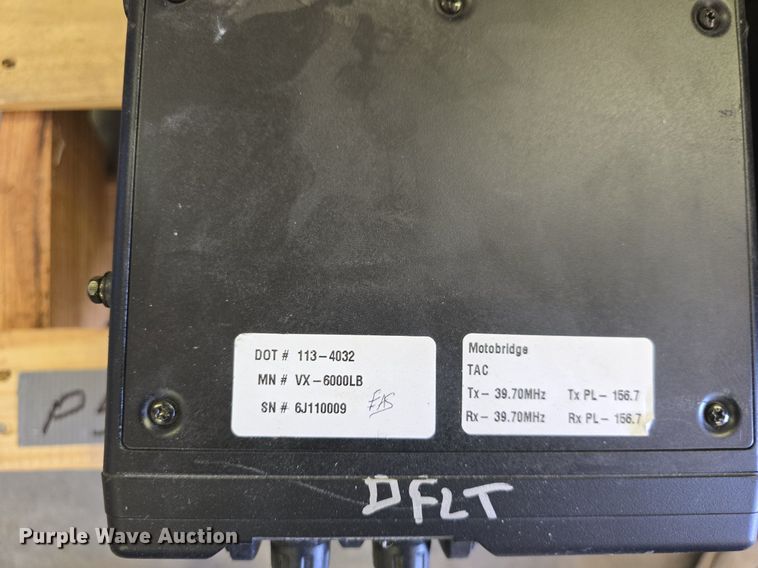 DOT # 113-4032
MN # VX-6000LB
SN # 6J110009
EAS
Motobridge
TAC
Tx- 39.70MHz Tx PL- 156.7
Rx- 39.70MHz Rx PL- 156.7
DFLT
Purple Wave Auction